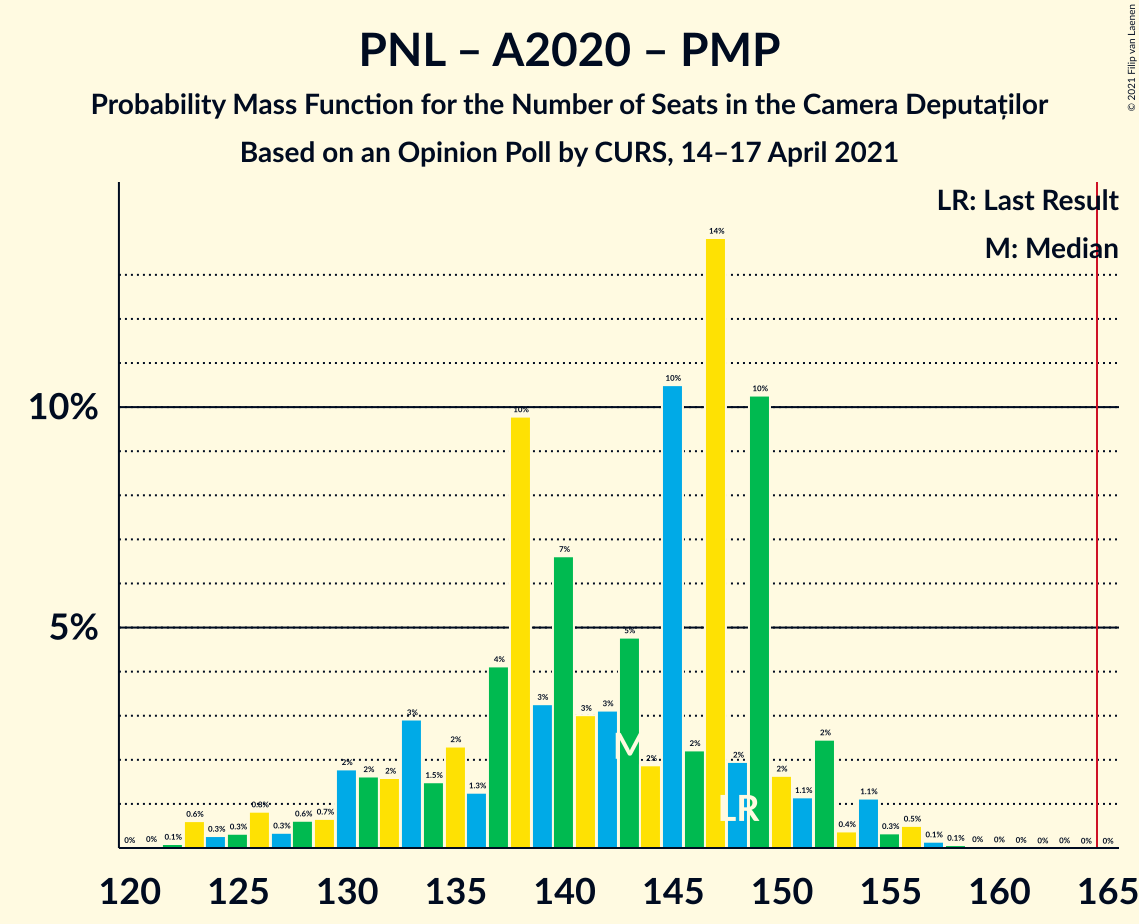 PNL – A2020 – PMP
Probability Mass Function for the Number of Seats in the Camera Deputaților
Based on an Opinion Poll by CURS, 14–17 April 2021
© 2021 Filip van Laenen
LR: Last Result
M: Median
10%
5%
0% 0% 0.1% 0.6% 0.3% 0.3% 0.8% 0.3% 0.6% 0.7% 2% 2% 2% 3% 1.5% 2% 1.3% 4% 10% 3% 7% 3% 3% 5% 2% 10% 2% 14% 2% 10% 2% 1.1% 2% 0.4% 1.1% 0.3% 0.5% 0.1% 0.1% 0% 0% 0% 0% 0% 0% 0%
M
LR
120 125 130 135 140 145 150 155 160 165